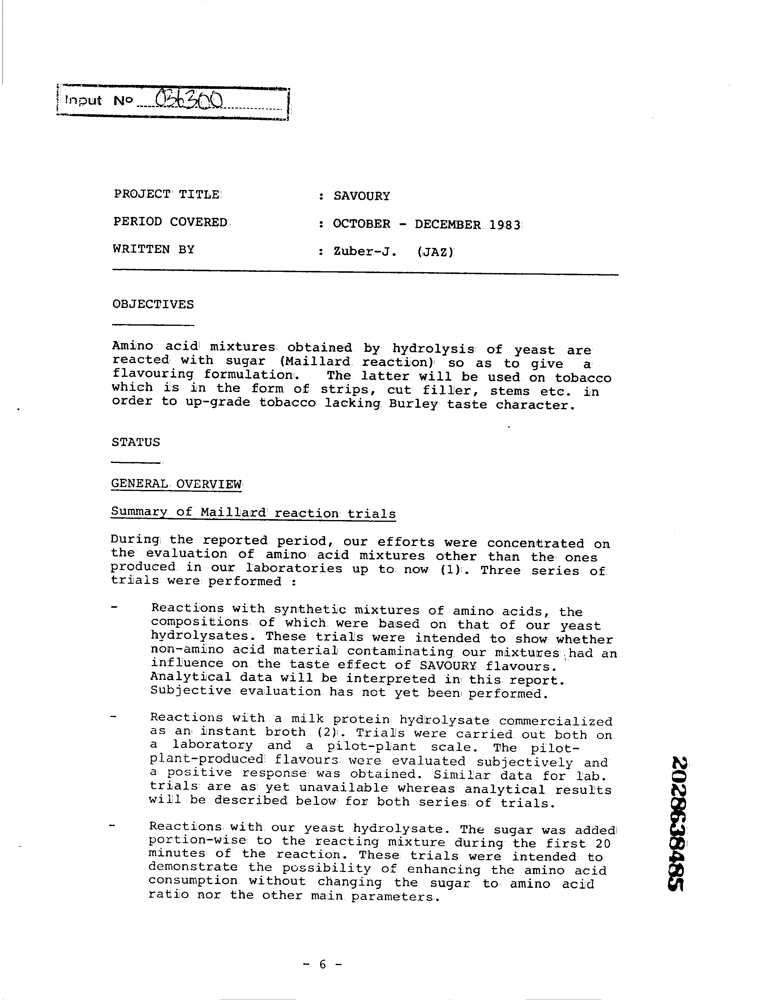 Input Nº 036300
PROJECT TITLE : SAVOURY
PERIOD COVERED : OCTOBER - DECEMBER 1983
WRITTEN BY : Zuber-J. (JAZ)
OBJECTIVES
Amino acid mixtures obtained by hydrolysis of yeast are
reacted with sugar (Maillard reaction) so as to give a
flavouring formulation. The latter will be used on tobacco
which is in the form of strips, cut filler, stems etc. in
order to up-grade tobacco lacking Burley taste character.
STATUS
GENERAL OVERVIEW
Summary of Maillard reaction trials
During the reported period, our efforts were concentrated on
the evaluation of amino acid mixtures other than the ones
produced in our laboratories up to now (1). Three series of
trials were performed :
- Reactions with synthetic mixtures of amino acids, the
compositions of which were based on that of our yeast
hydrolysates. These trials were intended to show whether
non-amino acid material contaminating our mixtures had an
influence on the taste effect of SAVOURY flavours.
Analytical data will be interpreted in this report.
Subjective evaluation has not yet been performed.
- Reactions with a milk protein hydrolysate commercialized
as an instant broth (2). Trials were carried out both on
a laboratory and a pilot-plant scale. The pilot-
plant-produced flavours were evaluated subjectively and
a positive response was obtained. Similar data for lab.
trials are as yet unavailable whereas analytical results
will be described below for both series of trials.
- Reactions with our yeast hydrolysate. The sugar was added
portion-wise to the reacting mixture during the first 20
minutes of the reaction. These trials were intended to
demonstrate the possibility of enhancing the amino acid
consumption without changing the sugar to amino acid
ratio nor the other main parameters.
2028638485
- 6 -